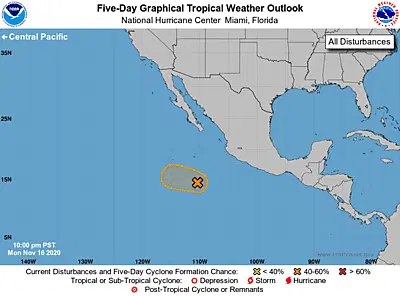 Five-Day Graphical Tropical Weather Outlook
National Hurricane Center Miami, Florida
All Disturbances
Central Pacific
35N
25N
15N
5N
10:00 pm PST
Mon Nov 16 2020
140W 130W 120W 110W 100W 90W 80W
Current Disturbances and Five-Day Cyclone Formation Chance: < 40% 40-60% > 60%
Tropical or Sub-Tropical Cyclone: Depression Storm Hurricane
Post-Tropical Cyclone or Remnants